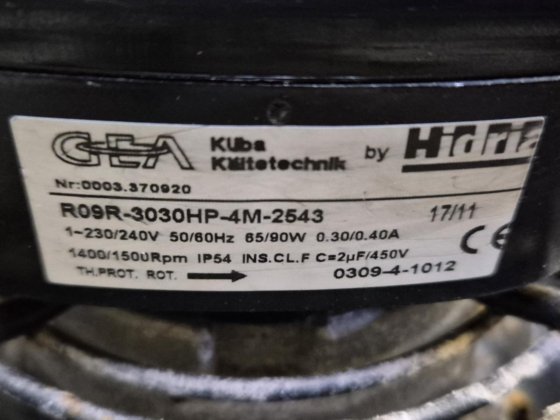 GEA Küba Kältetechnik by Hidria
Nr:0003.370920
R09R-3030HP-4M-2543 17/11
1~230/240V 50/60Hz 65/90W 0.30/0.40A
1400/1500Rpm IP54 INS.CL.F C=2µF/450V
TH.PROT. ROT. → 0309-4-1012
CE